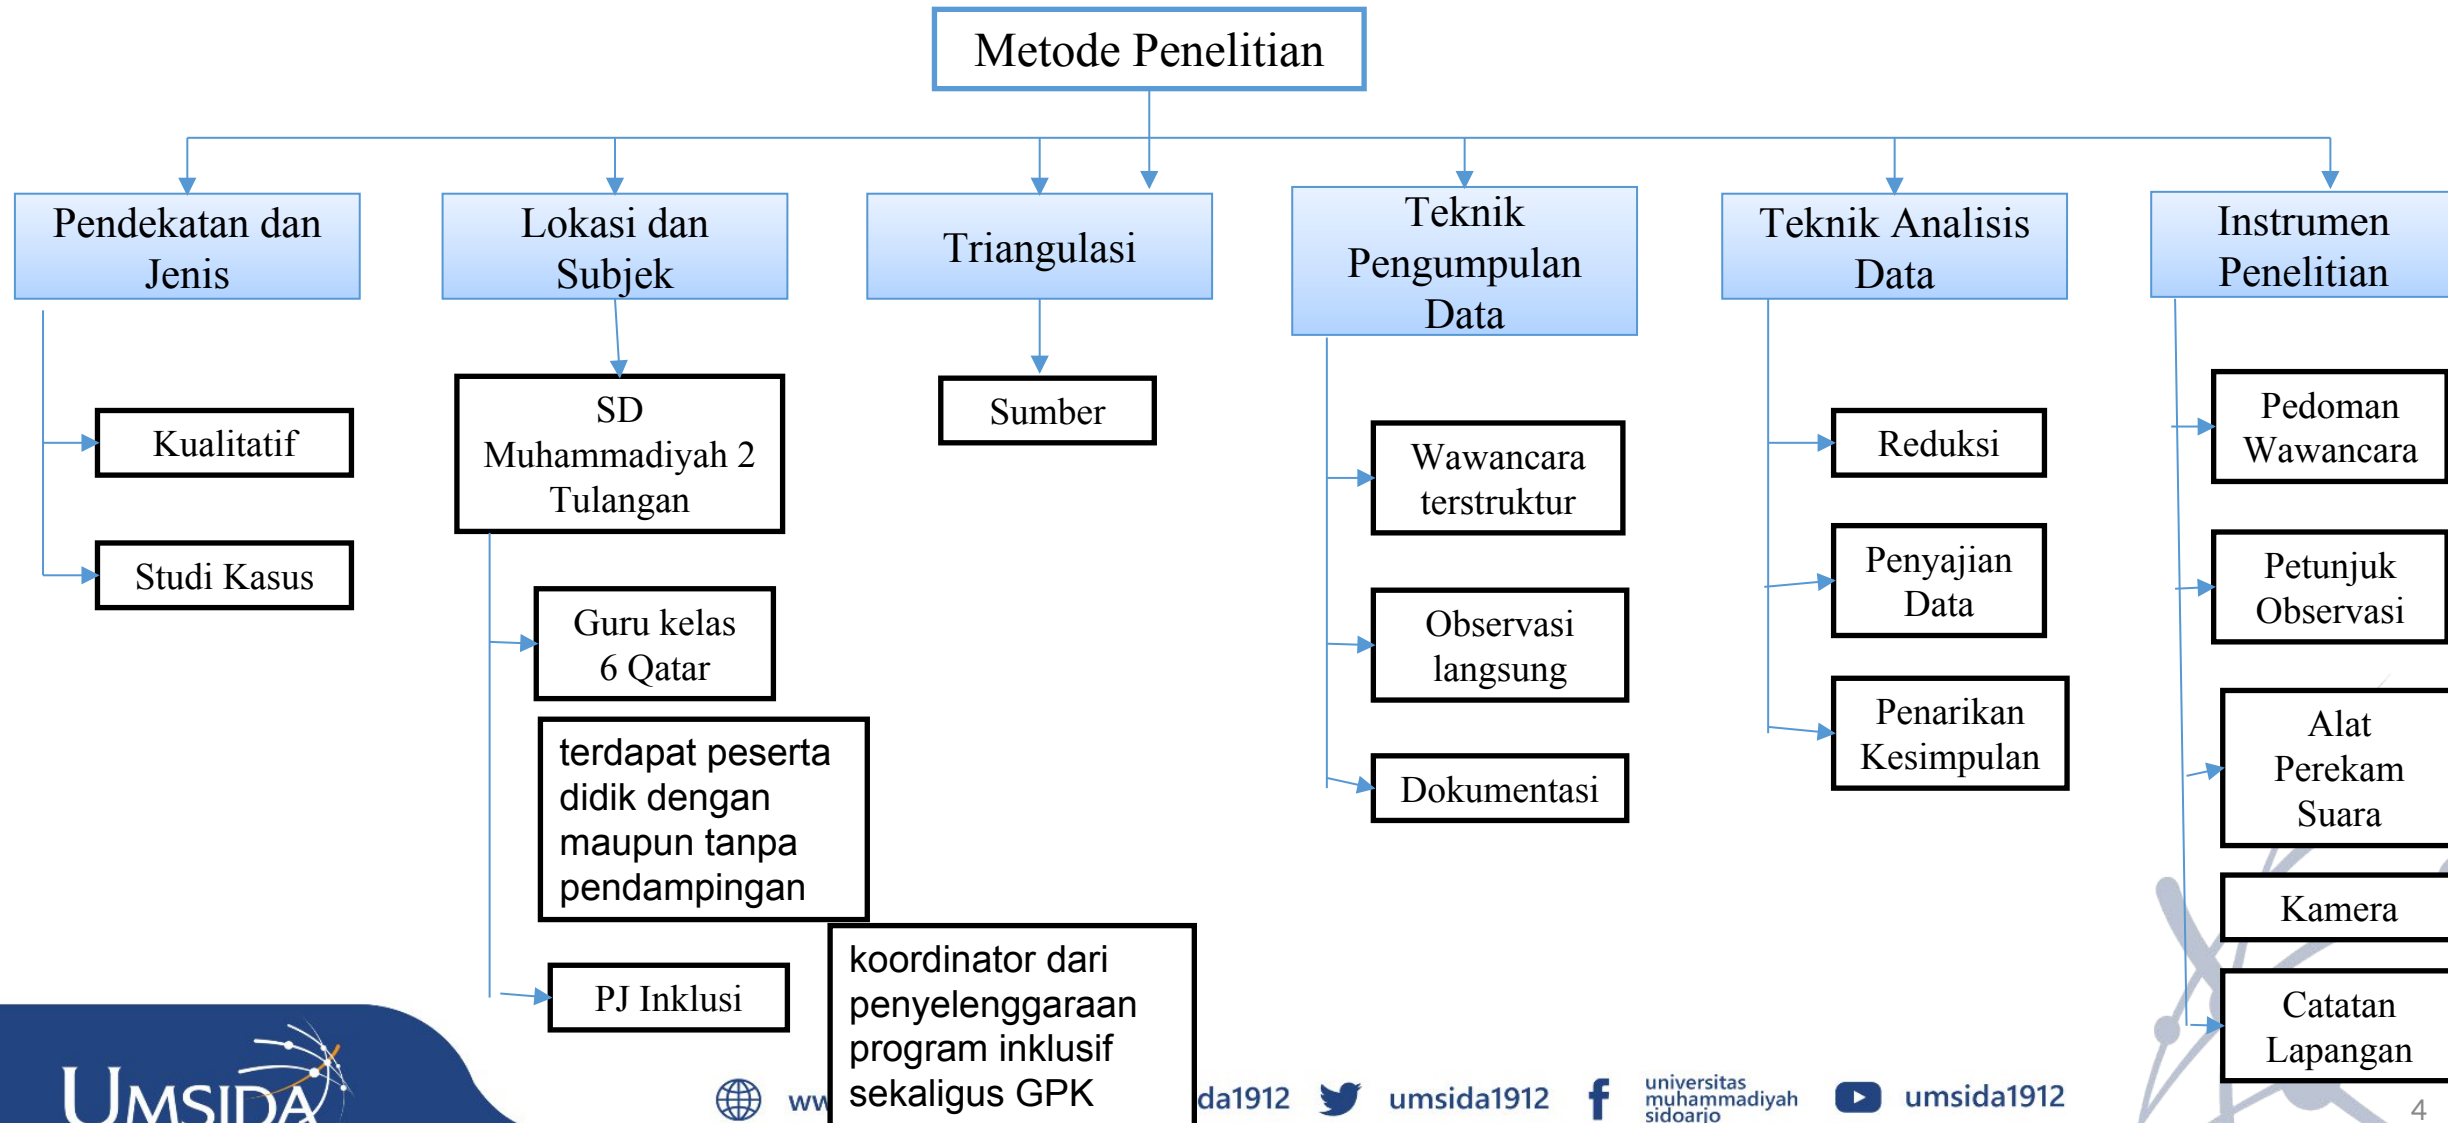 Metode Penelitian
Pendekatan dan
Jenis
Kualitatif
Studi Kasus
Lokasi dan
Subjek
SD
Muhammadiyah 2
Tulangan
Guru kelas
6 Qatar
terdapat peserta
didik dengan
maupun tanpa
pendampingan
PJ Inklusi
koordinator dari
penyelenggaraan
program inklusif
sekaligus GPK
Triangulasi
Sumber
Teknik
Pengumpulan
Data
Wawancara
terstruktur
Observasi
langsung
Dokumentasi
Teknik Analisis
Data
Reduksi
Penyajian
Data
Penarikan
Kesimpulan
Instrumen
Penelitian
Pedoman
Wawancara
Petunjuk
Observasi
Alat
Perekam
Suara
Kamera
Catatan
Lapangan
UMSIDA
da1912
umsida1912
universitas
muhammadiyah
sidoarjo
umsida1912
4